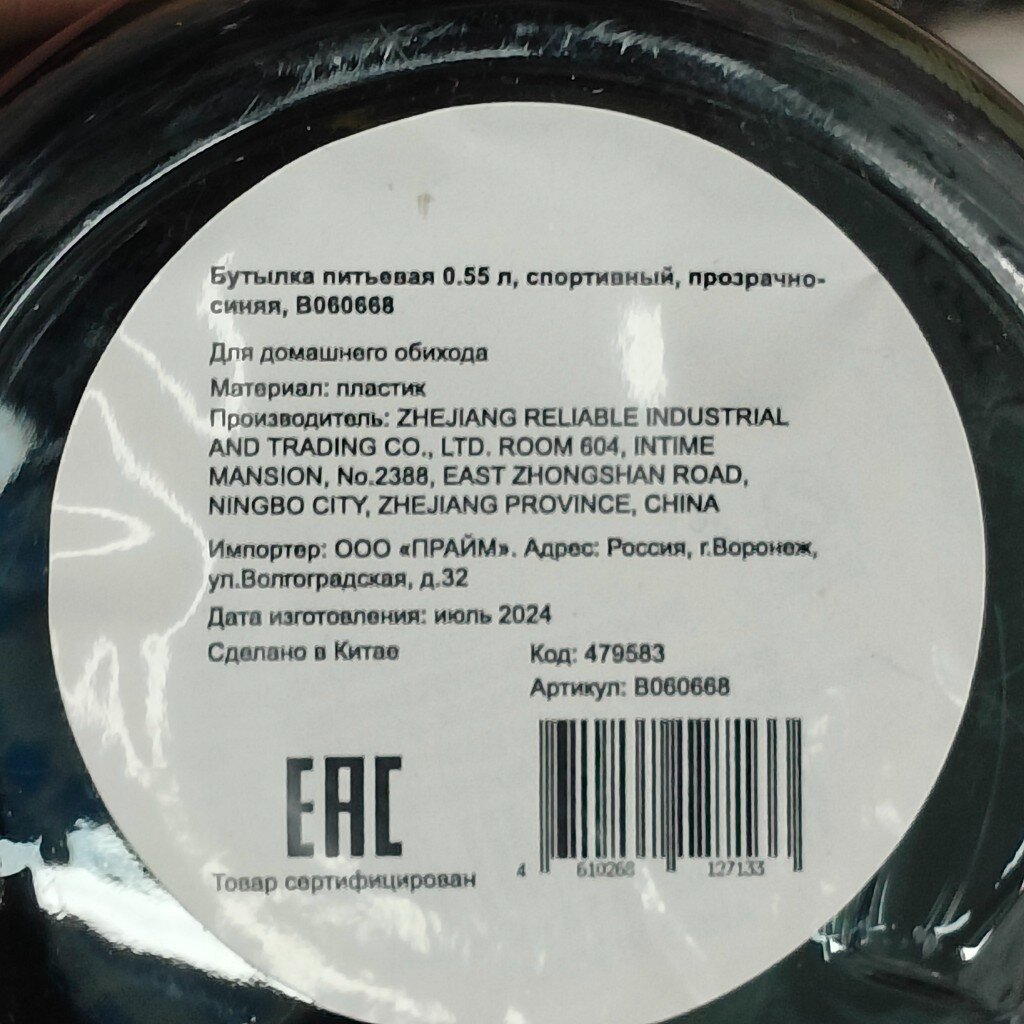 Бутылка питьевая 0.55 л, спортивный, прозрачно-
синяя, B060668
Для домашнего обихода
Материал: пластик
Производитель: ZHEJIANG RELIABLE INDUSTRIAL
AND TRADING CO., LTD. ROOM 604, INTIME
MANSION, No.2388, EAST ZHONGSHAN ROAD,
NINGBO CITY, ZHEJIANG PROVINCE, CHINA
Импортер: ООО «ПРАЙМ». Адрес: Россия, г.Воронеж,
ул.Волгоградская, д.32
Дата изготовления: июль 2024
Сделано в Китае
Код: 479583
Артикул: B060668
EAC
Товар сертифицирован
4 610268 127133